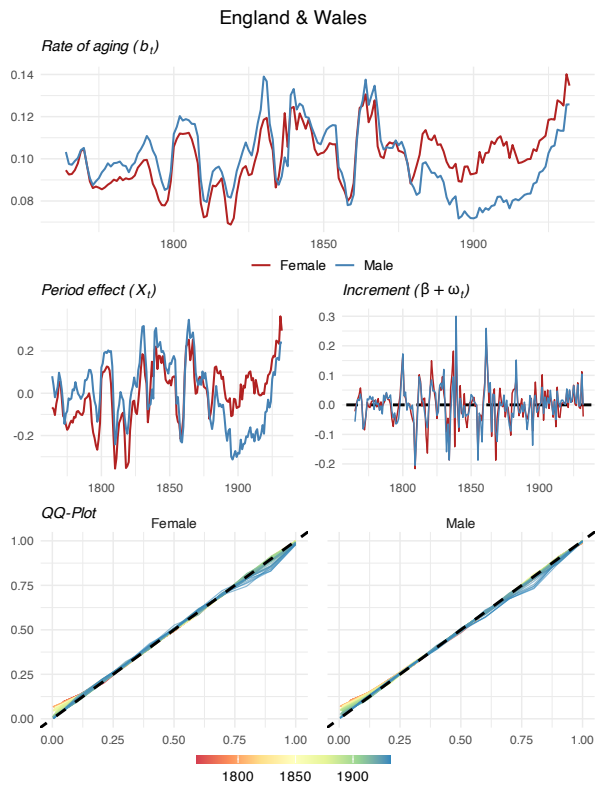 England & Wales
Rate of aging (bt)
0.14
0.12
0.10
0.08
1800 1850 1900
Female Male
Period effect (Xt) Increment (β + ωt)
0.2
0.0
-0.2
1800 1850 1900
0.3
0.2
0.1
0.0
-0.1
-0.2
1800 1850 1900
QQ-Plot
Female Male
1.00
0.75
0.50
0.25
0.00
0.00 0.25 0.50 0.75 1.00 0.00 0.25 0.50 0.75 1.00
1800 1850 1900